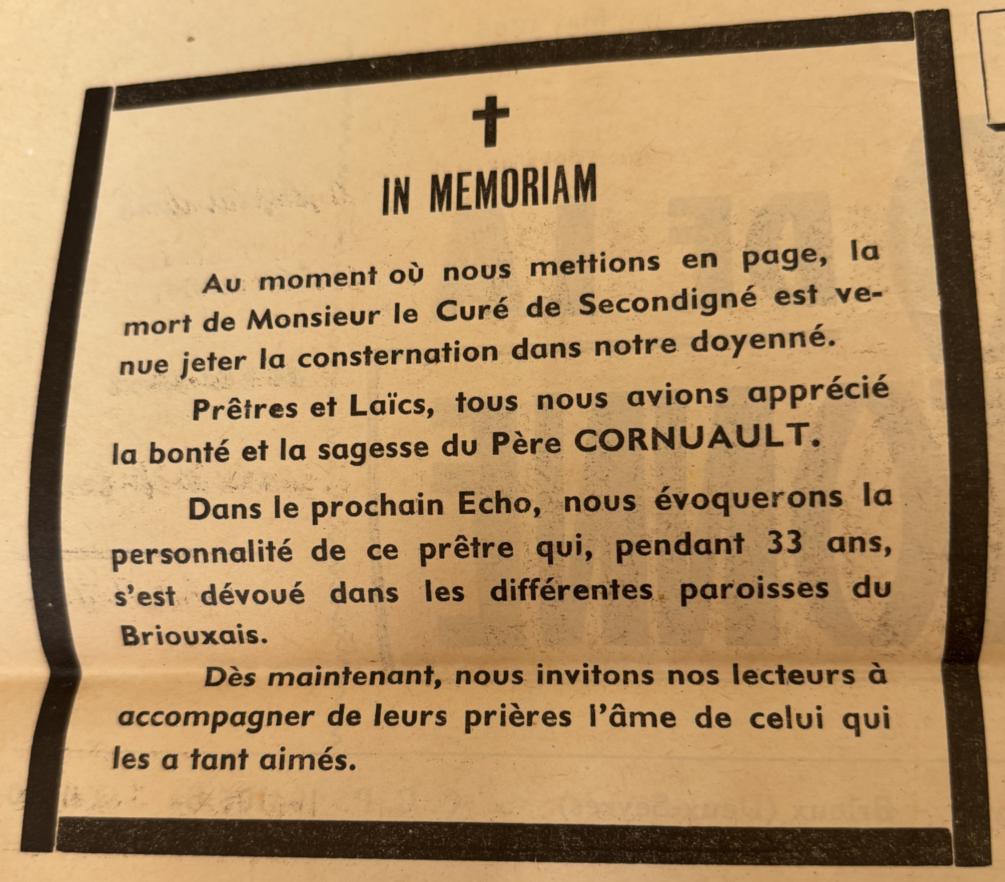 IN MEMORIAM
Au moment où nous mettions en page, la
mort de Monsieur le Curé de Secondigné est ve-
nue jeter la consternation dans notre doyenné.
Prêtres et Laïcs, tous nous avions apprécié
la bonté et la sagesse du Père CORNUAULT.
Dans le prochain Echo, nous évoquerons la
personnalité de ce prêtre qui, pendant 33 ans,
s'est dévoué dans les différentes paroisses du
Briouxais.
Dès maintenant, nous invitons nos lecteurs à
accompagner de leurs prières l'âme de celui qui
les a tant aimés.